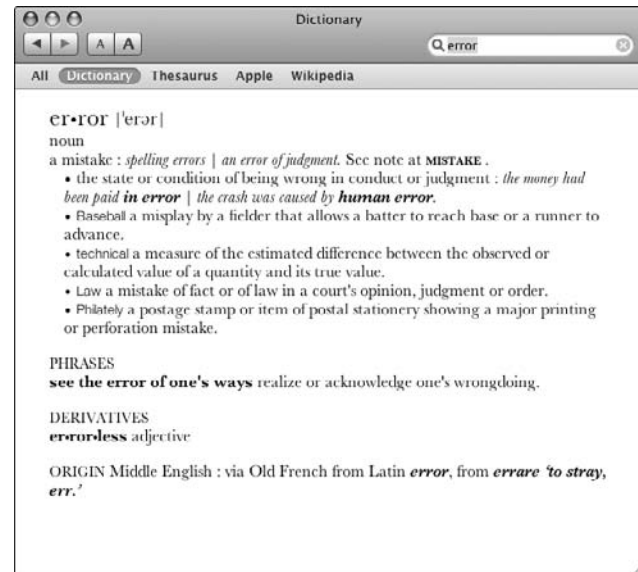 Dictionary
A A
error
All Dictionary Thesaurus Apple Wikipedia
er•ror |ˈerər|
noun
a mistake : spelling errors | an error of judgment. See note at MISTAKE .
• the state or condition of being wrong in conduct or judgment : the money had
been paid in error | the crash was caused by human error.
• Baseball a misplay by a fielder that allows a batter to reach base or a runner to
advance.
• technical a measure of the estimated difference between the observed or
calculated value of a quantity and its true value.
• Law a mistake of fact or of law in a court's opinion, judgment or order.
• Philately a postage stamp or item of postal stationery showing a major printing
or perforation mistake.
PHRASES
see the error of one's ways realize or acknowledge one's wrongdoing.
DERIVATIVES
er•ror•less adjective
ORIGIN Middle English : via Old French from Latin error, from errare ‘to stray,
err.’